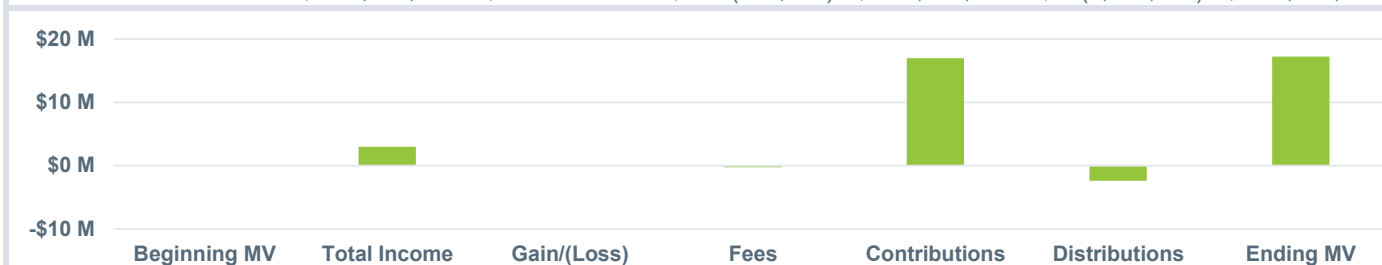 $20 M
$10 M
$0 M
-$10 M
Beginning MV Total Income Gain/(Loss) Fees Contributions Distributions Ending MV